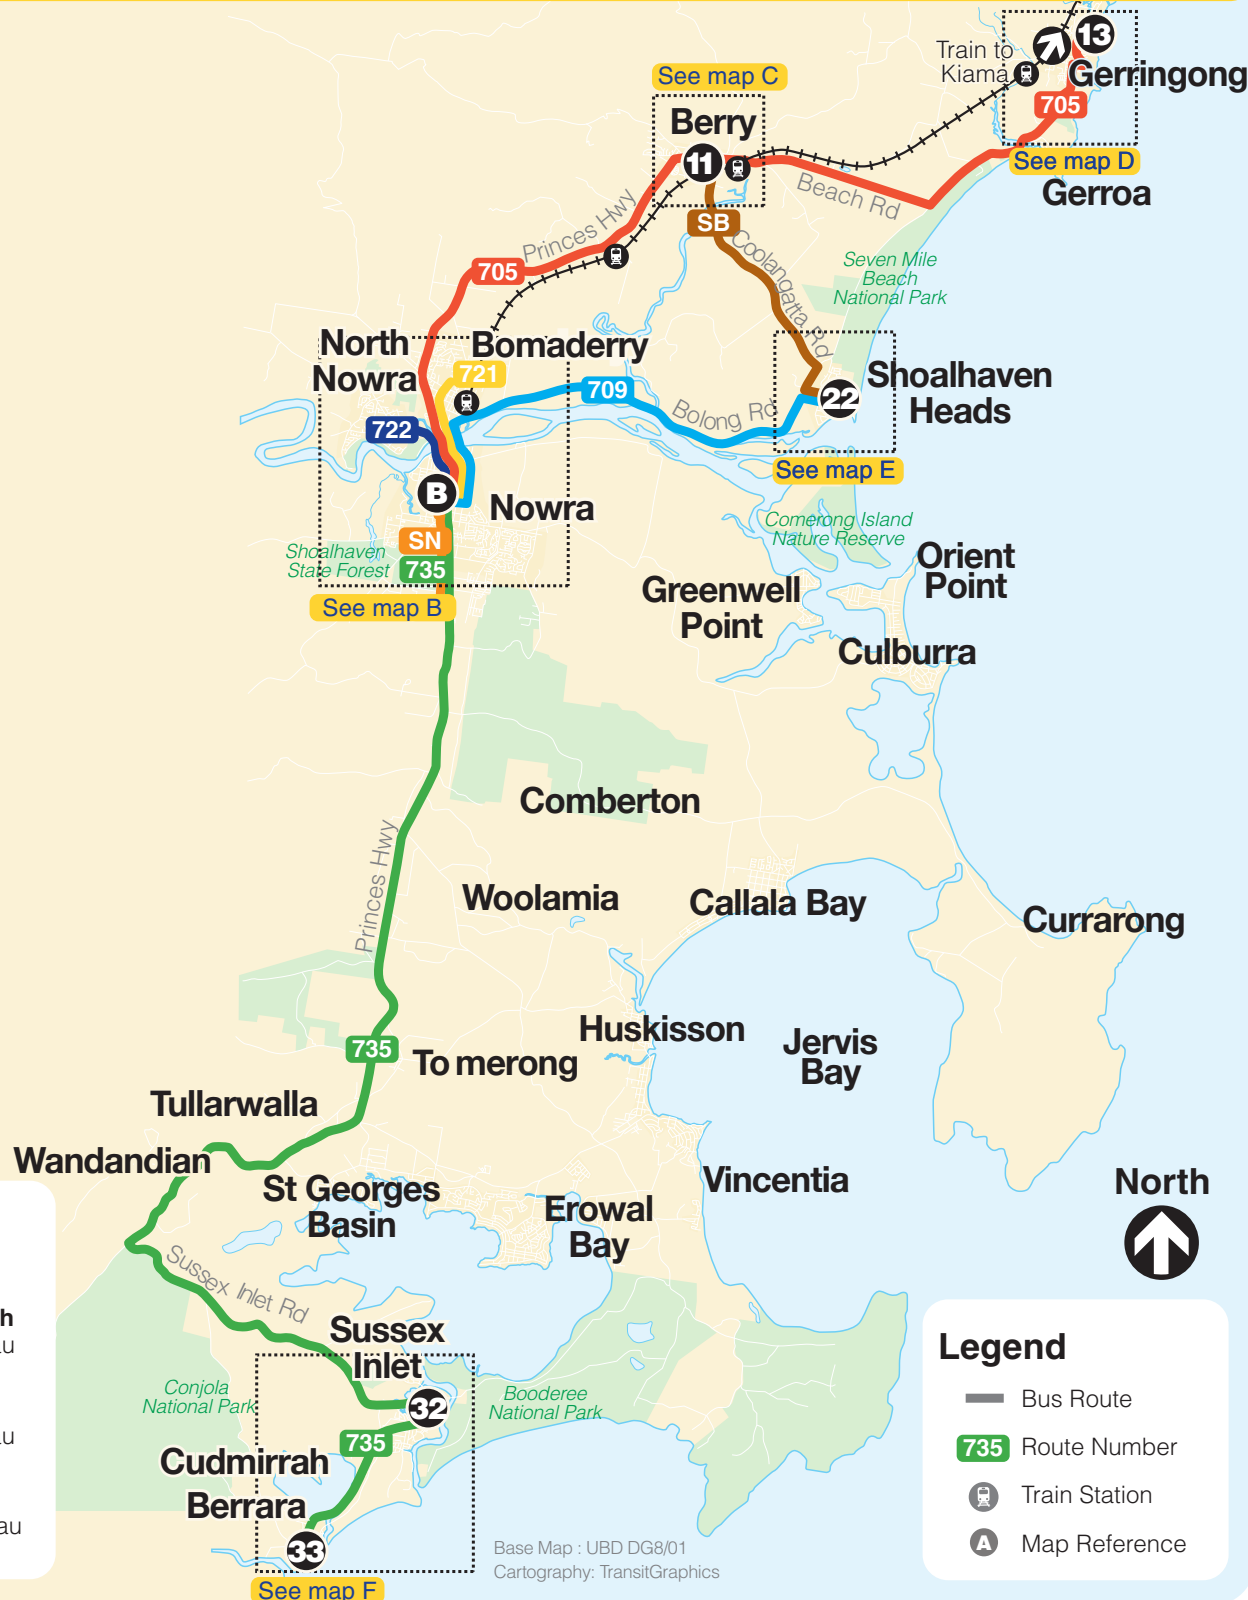 Train to
Kiama
13
Gerringong
705
See map D
Gerroa
See map C
Berry
11
Beach Rd
Princes Hwy
SB
Coolangatta Rd
705
Seven Mile
Beach
National Park
North
Nowra
Bomaderry
721
709
722
Bolong Rd
22
Shoalhaven
Heads
See map E
B
Nowra
SN
735
Shoalhaven
State Forest
See map B
Comerong Island
Nature Reserve
Orient
Point
Greenwell
Point
Culburra
Comberton
Princes Hwy
Woolamia
Callala Bay
Currarong
Huskisson
Jervis
Bay
735
To merong
Tullarwalla
Wandandian
St Georges
Basin
Vincentia
Erowal
Bay
North
Sussex Inlet Rd
Sussex
Inlet
32
Conjola
National Park
Booderee
National Park
735
Cudmirrah
Berrara
33
See map F
h
au
au
au
Base Map : UBD DG8/01
Cartography: TransitGraphics
Legend
Bus Route
735 Route Number
Train Station
A Map Reference